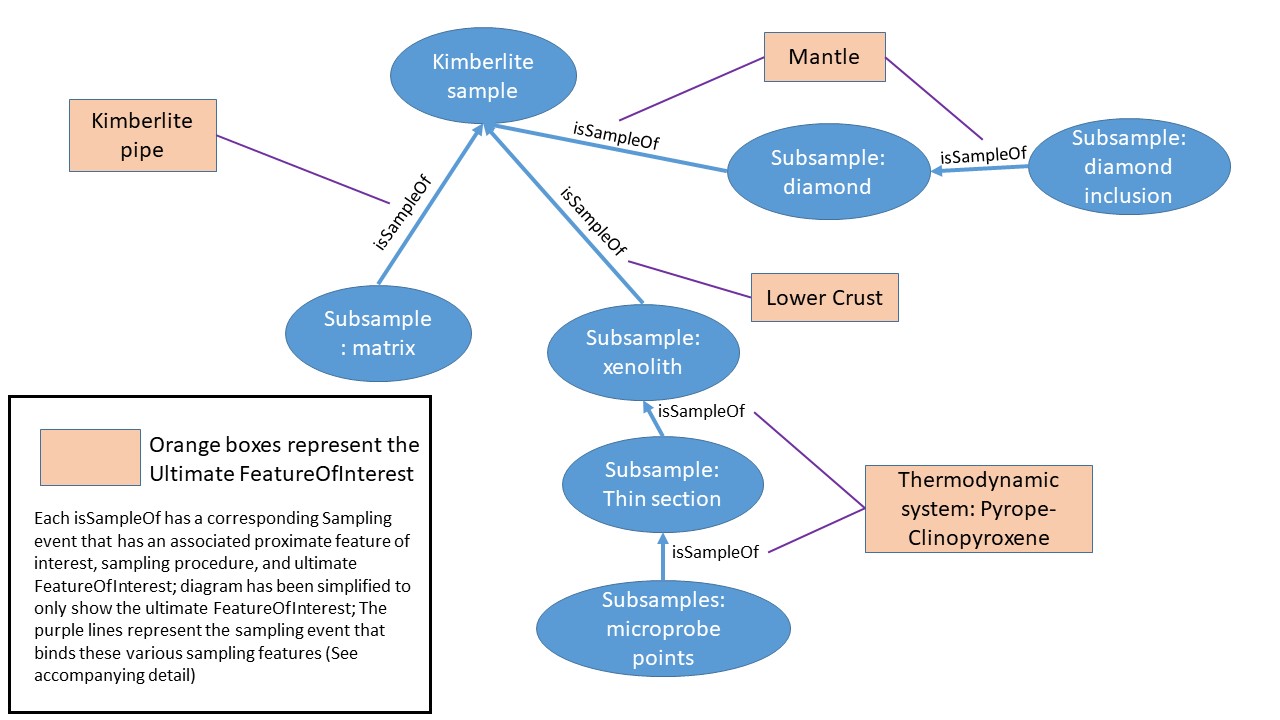 Kimberlite
sample
Mantle
Kimberlite
pipe
isSampleOf
Subsample:
diamond
isSampleOf
Subsample:
diamond
inclusion
isSampleOf
isSampleOf
Lower Crust
Subsample
: matrix
Subsample:
xenolith
isSampleOf
Subsample:
Thin section
Thermodynamic
system: Pyrope-
Clinopyroxene
isSampleOf
Subsamples:
microprobe
points
Orange boxes represent the
Ultimate FeatureOfInterest
Each isSampleOf has a corresponding Sampling
event that has an associated proximate feature of
interest, sampling procedure, and ultimate
FeatureOfInterest; diagram has been simplified to
only show the ultimate FeatureOfInterest; The
purple lines represent the sampling event that
binds these various sampling features (See
accompanying detail)